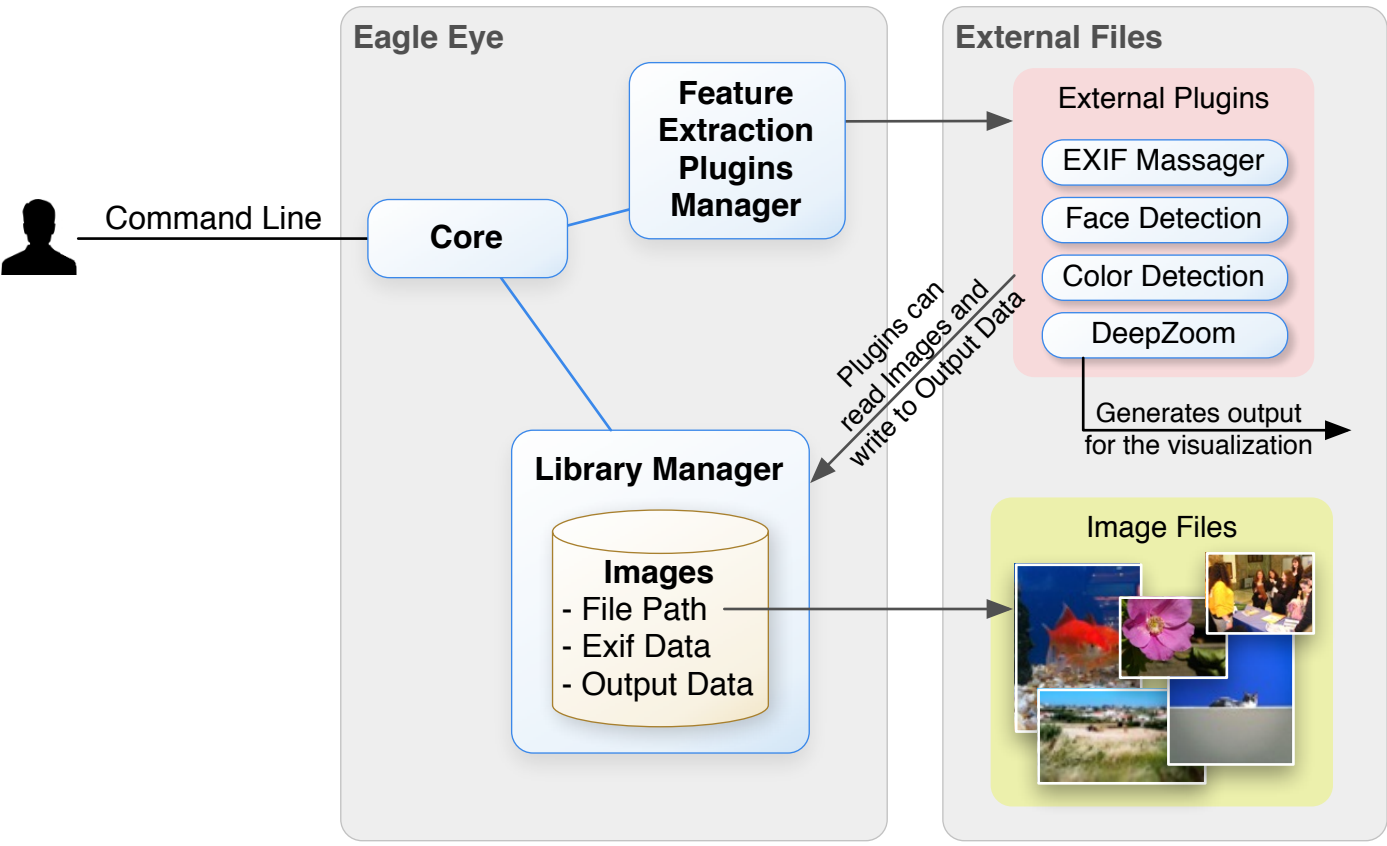 Eagle Eye
External Files
Feature
Extraction
Plugins
Manager
External Plugins
EXIF Massager
Face Detection
Color Detection
DeepZoom
Command Line
Core
Plugins can
read Images and
write to Output Data
Generates output
for the visualization
Library Manager
Images
- File Path
- Exif Data
- Output Data
Image Files